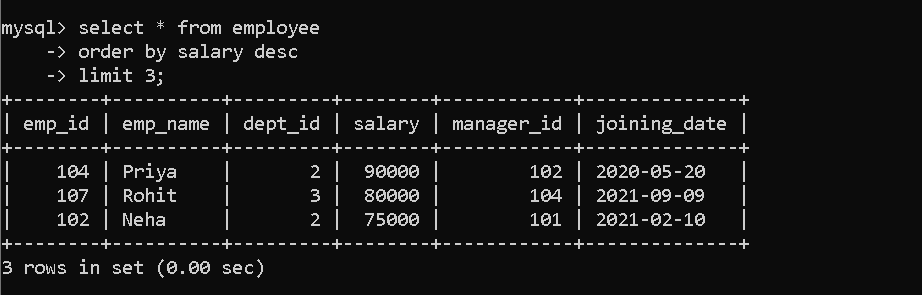 mysql> select * from employee
    -> order by salary desc
    -> limit 3;
+--------+----------+---------+--------+------------+--------------+
| emp_id | emp_name | dept_id | salary | manager_id | joining_date |
+--------+----------+---------+--------+------------+--------------+
|    104 | Priya    |       2 |  90000 |        102 | 2020-05-20   |
|    107 | Rohit    |       3 |  80000 |        104 | 2021-09-09   |
|    102 | Neha     |       2 |  75000 |        101 | 2021-02-10   |
+--------+----------+---------+--------+------------+--------------+
3 rows in set (0.00 sec)